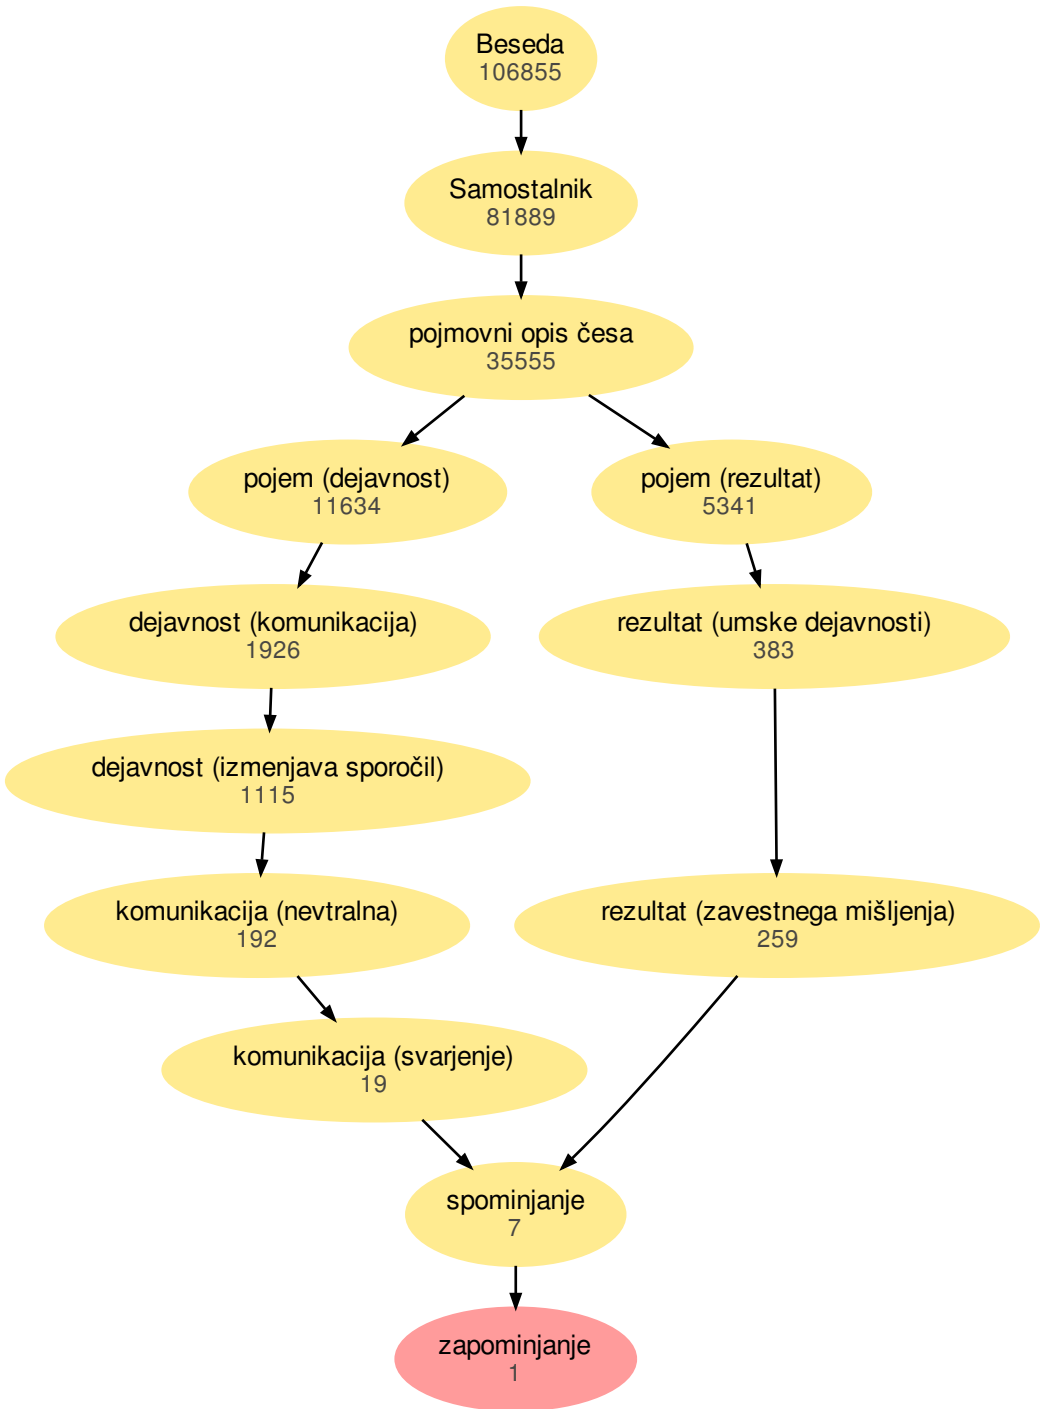 Beseda
106855
Samostalnik
81889
pojmovni opis česa
35555
pojem (dejavnost)
11634
pojem (rezultat)
5341
dejavnost (komunikacija)
1926
rezultat (umske dejavnosti)
383
dejavnost (izmenjava sporočil)
1115
komunikacija (nevtralna)
192
rezultat (zavestnega mišljenja)
259
komunikacija (svarjenje)
19
spominjanje
7
zapominjanje
1